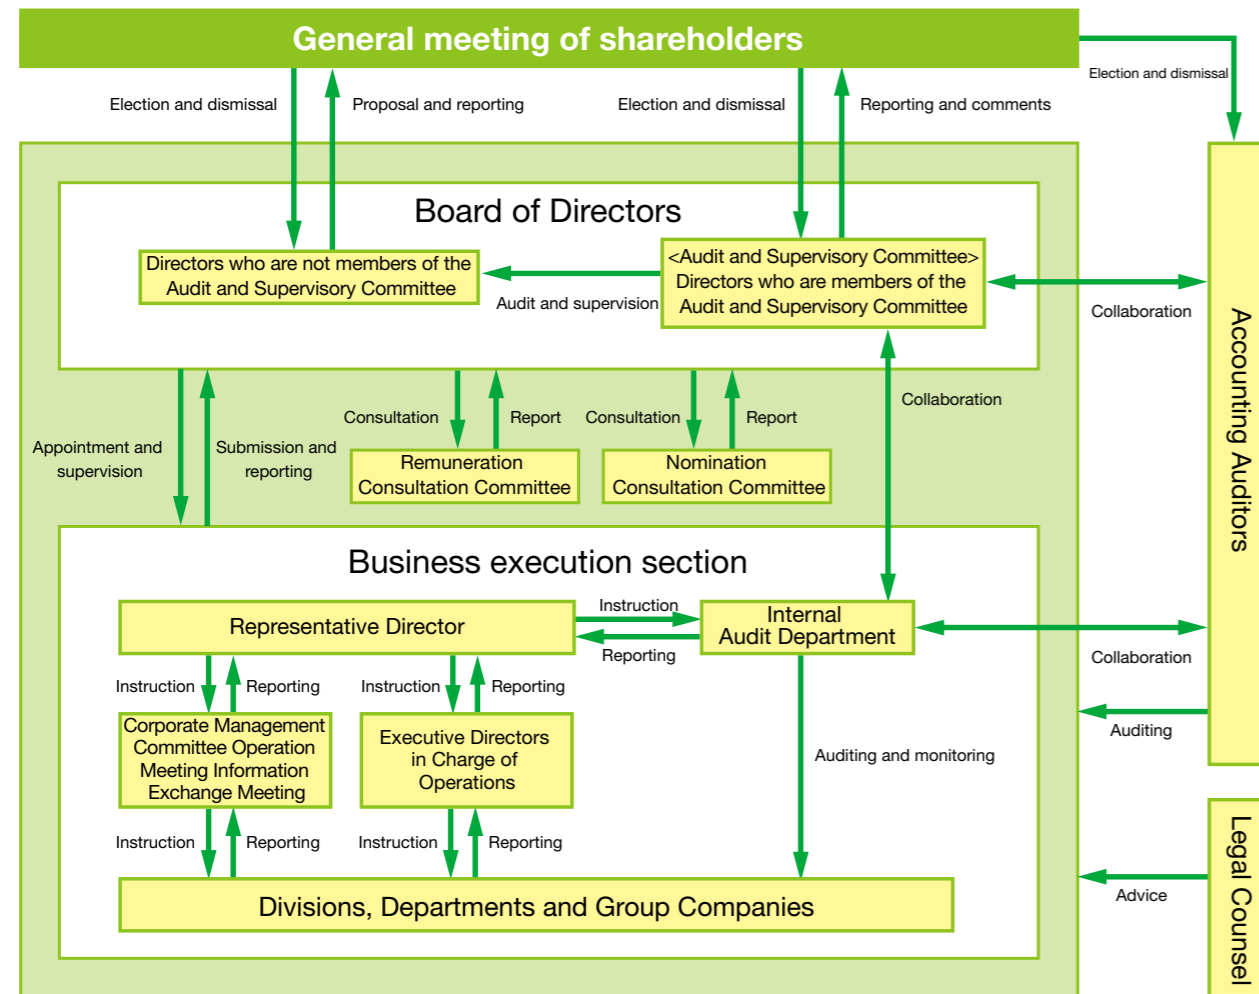 General meeting of shareholders
Election and dismissal
Proposal and reporting
Election and dismissal
Reporting and comments
Election and dismissal
Board of Directors
Directors who are not members of the
Audit and Supervisory Committee
Audit and supervision
<Audit and Supervisory Committee>
Directors who are members of the
Audit and Supervisory Committee
Collaboration
Accounting Auditors
Appointment and
supervision
Submission and
reporting
Consultation
Report
Consultation
Report
Collaboration
Remuneration
Consultation Committee
Nomination
Consultation Committee
Business execution section
Representative Director
Instruction
Reporting
Internal
Audit Department
Collaboration
Instruction
Reporting
Instruction
Reporting
Corporate Management
Committee Operation
Meeting Information
Exchange Meeting
Executive Directors
in Charge of
Operations
Auditing and monitoring
Auditing
Instruction
Reporting
Instruction
Reporting
Divisions, Departments and Group Companies
Advice
Legal Counsel